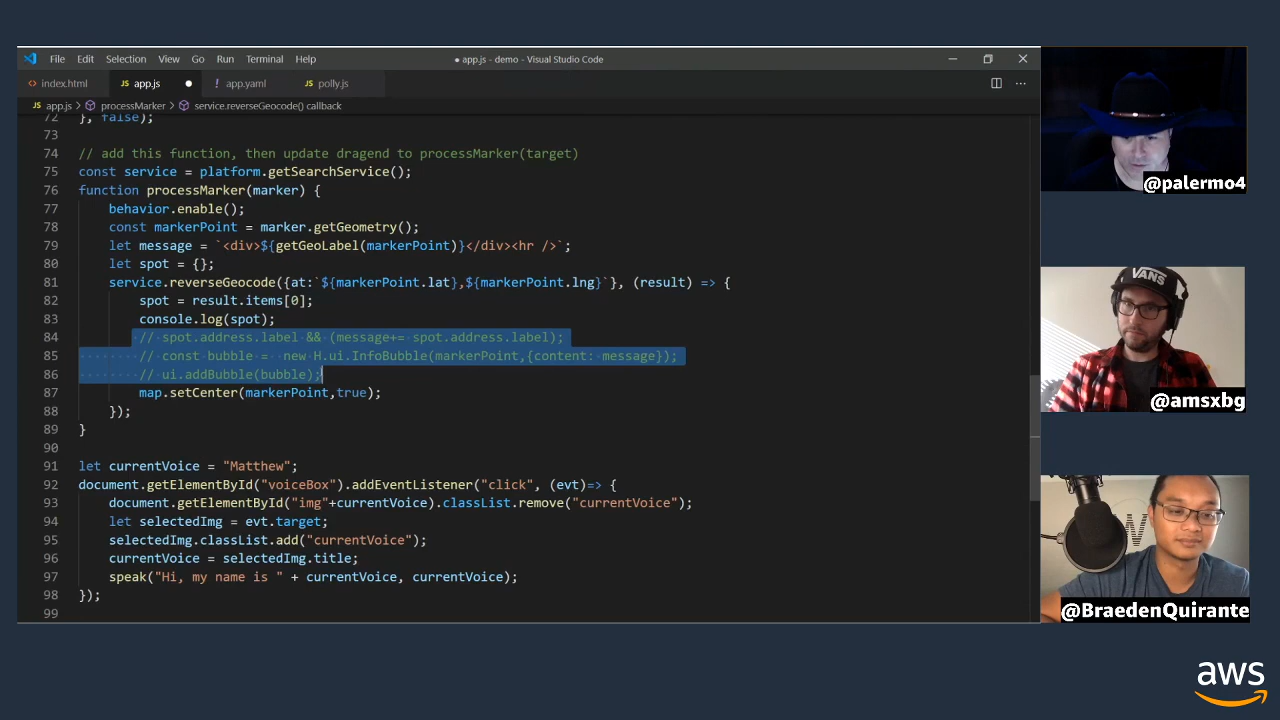 File Edit Selection View Go Run Terminal Help
● app.js - demo - Visual Studio Code
index.html app.js ● ! app.yaml JS polly.js
JS app.js > processMarker > service.reverseGeocode() callback
72 }, false);
73
74 // add this function, then update dragend to processMarker(target)
75 const service = platform.getSearchService();
76 function processMarker(marker) {
77 behavior.enable();
78 const markerPoint = marker.getGeometry();
79 let message = `<div>${getGeoLabel(markerPoint)}</div><hr />`;
80 let spot = {};
81 service.reverseGeocode({at:`${markerPoint.lat},${markerPoint.lng}`}, (result) => {
82 spot = result.items[0];
83 console.log(spot);
84 // spot.address.label && (message+= spot.address.label);
85 // const bubble = new H.ui.InfoBubble(markerPoint,{content: message});
86 // ui.addBubble(bubble);
87 map.setCenter(markerPoint,true);
88 });
89 }
90
91 let currentVoice = "Matthew";
92 document.getElementById("voiceBox").addEventListener("click", (evt)=> {
93 document.getElementById("img"+currentVoice).classList.remove("currentVoice");
94 let selectedImg = evt.target;
95 selectedImg.classList.add("currentVoice");
96 currentVoice = selectedImg.title;
97 speak("Hi, my name is " + currentVoice, currentVoice);
98 });
99
@palermo4
VANS
@amsxbg
@BraedenQuirante
aws